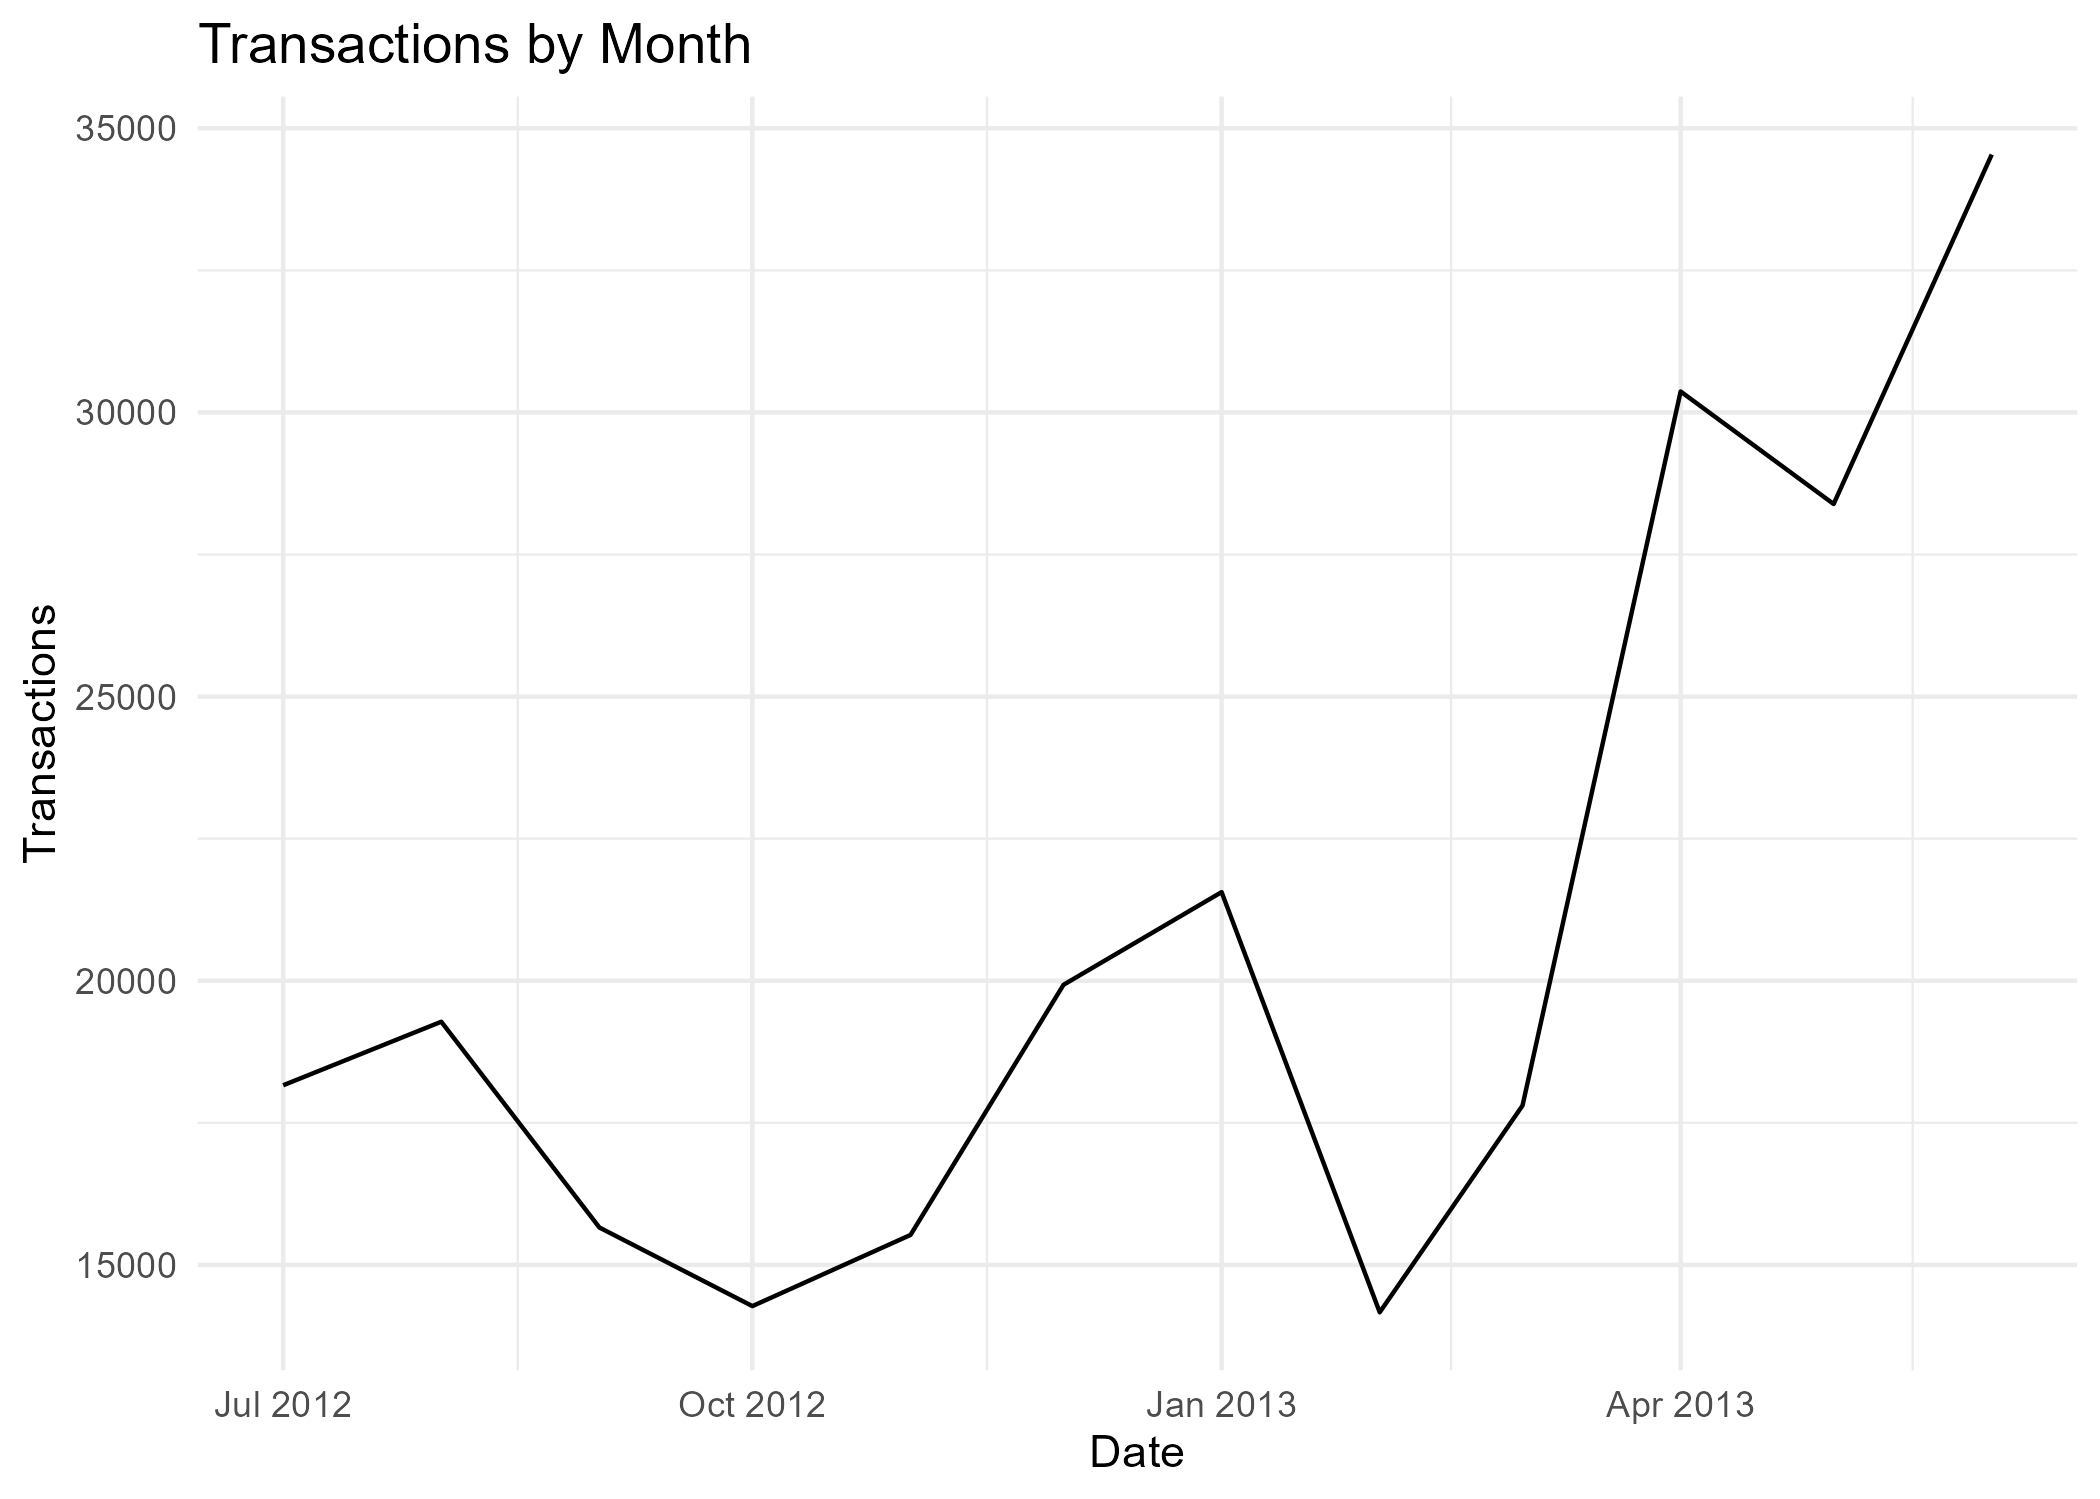 Transactions by Month
35000
30000
25000
20000
15000
Transactions
Jul 2012 Oct 2012 Jan 2013 Apr 2013
Date